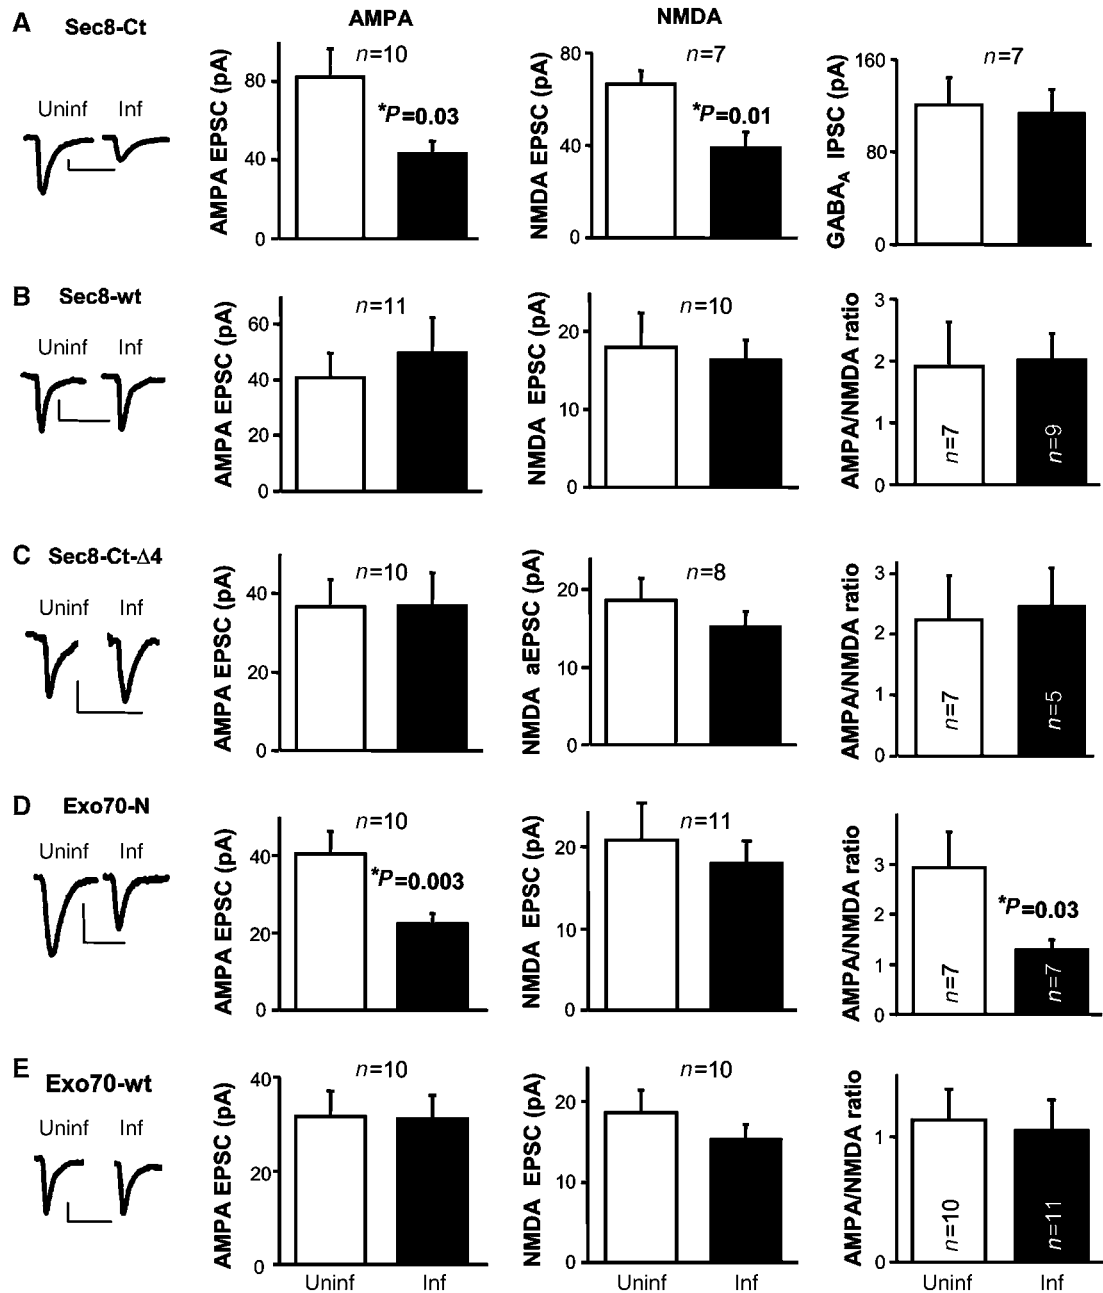 A
Sec8-Ct
AMPA
NMDA
Uninf Inf
AMPA EPSC (pA)
80
40
0
n=10
*P=0.03
NMDA EPSC (pA)
80
40
0
n=7
*P=0.01
GABAA IPSC (pA)
160
80
0
n=7
B
Sec8-wt
Uninf Inf
AMPA EPSC (pA)
60
40
20
0
n=11
NMDA EPSC (pA)
20
10
0
n=10
AMPA/NMDA ratio
3
2
1
0
n=7
n=9
C
Sec8-Ct-Δ4
Uninf Inf
AMPA EPSC (pA)
40
20
0
n=10
NMDA aEPSC (pA)
20
10
0
n=8
AMPA/NMDA ratio
3
2
1
0
n=7
n=5
D
Exo70-N
Uninf Inf
AMPA EPSC (pA)
40
20
0
n=10
*P=0.003
NMDA EPSC (pA)
20
10
0
n=11
AMPA/NMDA ratio
3
2
1
0
*P=0.03
n=7
n=7
E
Exo70-wt
Uninf Inf
AMPA EPSC (pA)
40
20
0
n=10
Uninf Inf
NMDA EPSC (pA)
20
10
0
n=10
Uninf Inf
AMPA/NMDA ratio
1
0
n=10
n=11
Uninf Inf